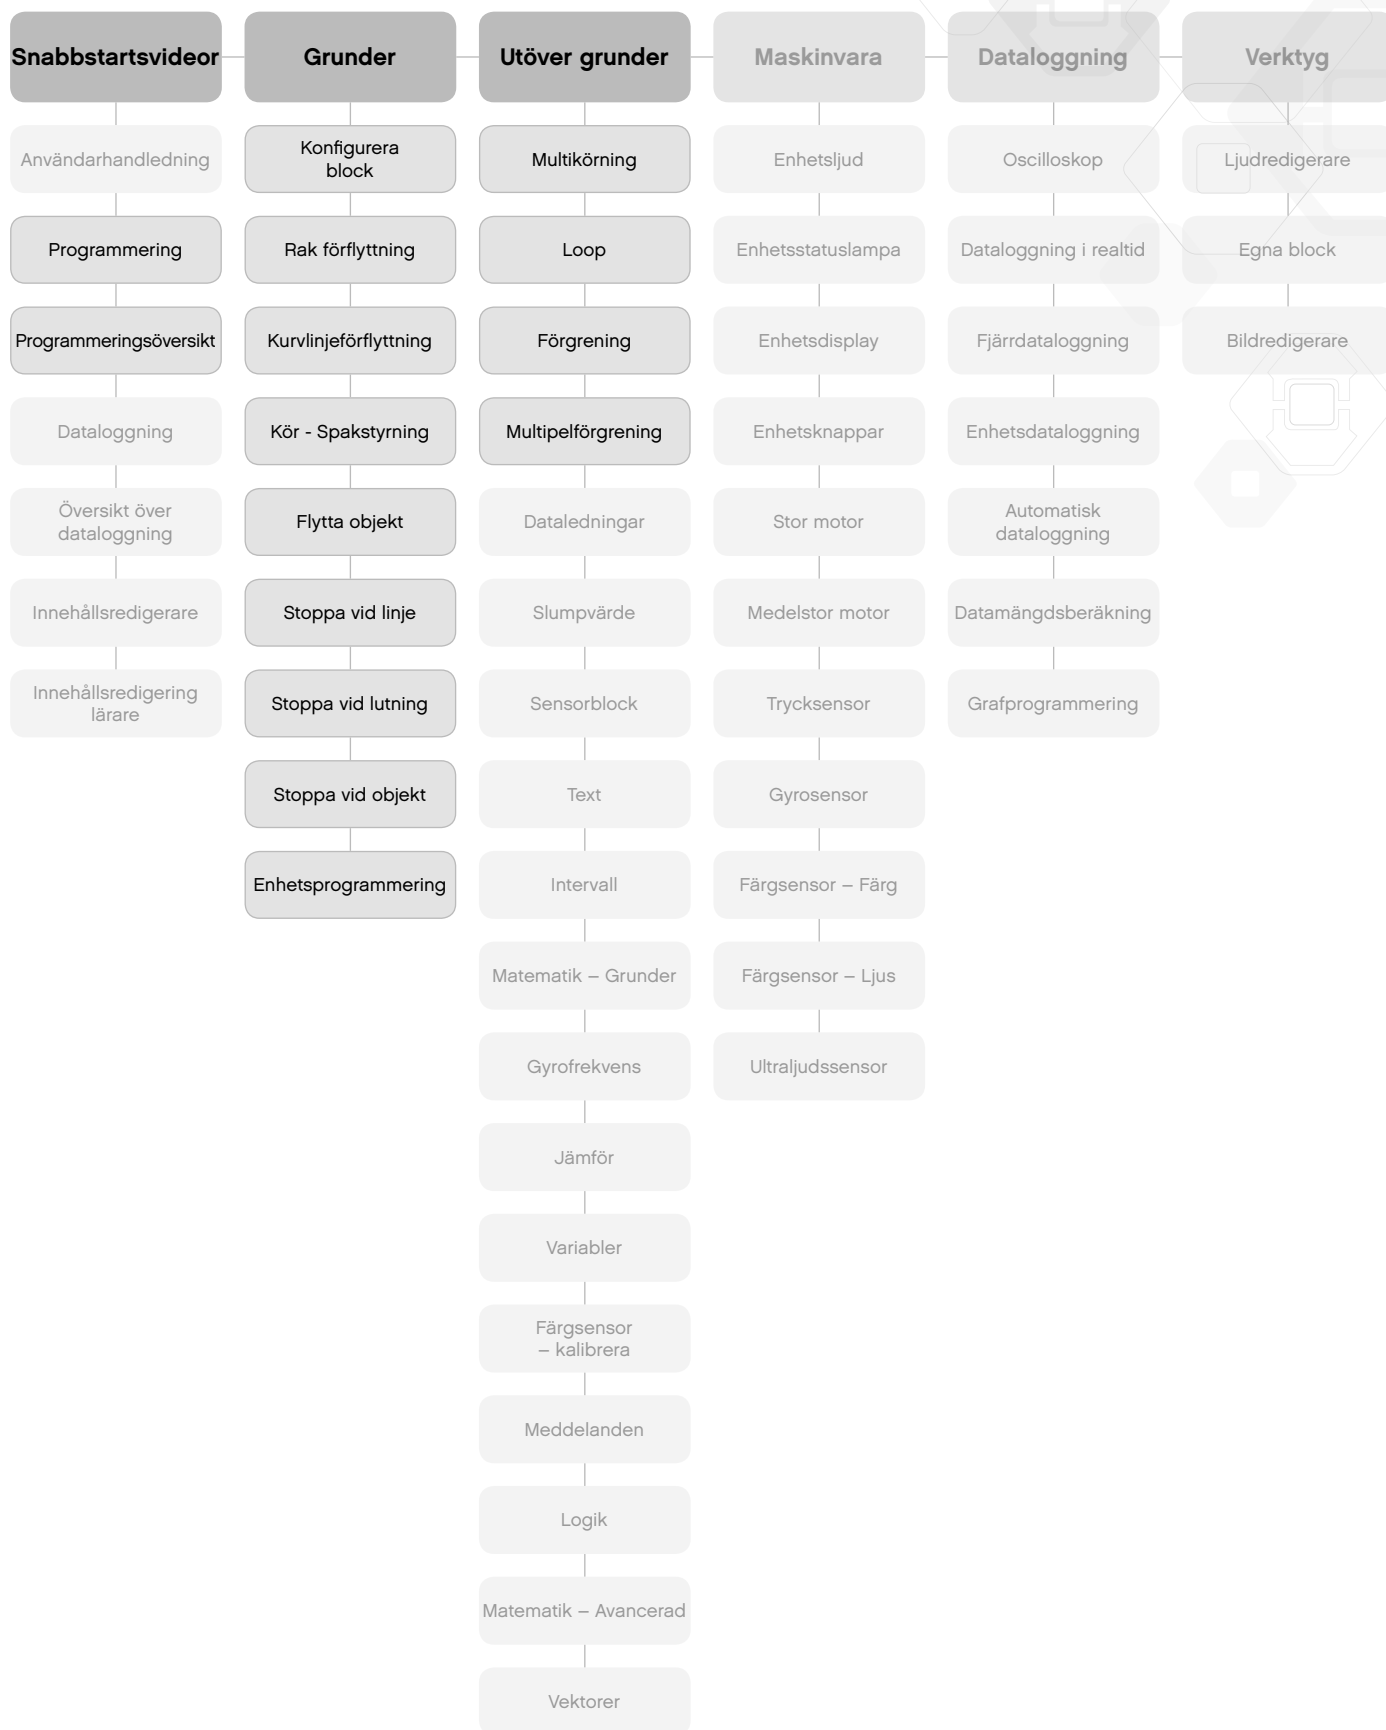 Snabbstartsvideor
Användarhandledning
Programmering
Programmeringsöversikt
Dataloggning
Översikt över
dataloggning
Innehållsredigerare
Innehållsredigering
lärare
Grunder
Konfigurera
block
Rak förflyttning
Kurvlinjeförflyttning
Kör - Spakstyrning
Flytta objekt
Stoppa vid linje
Stoppa vid lutning
Stoppa vid objekt
Enhetsprogrammering
Utöver grunder
Multikörning
Loop
Förgrening
Multipelförgrening
Dataledningar
Slumpvärde
Sensorblock
Text
Intervall
Matematik – Grunder
Gyrofrekvens
Jämför
Variabler
Färgsensor
– kalibrera
Meddelanden
Logik
Matematik – Avancerad
Vektorer
Maskinvara
Enhetsljud
Enhetsstatuslampa
Enhetsdisplay
Enhetsknappar
Stor motor
Medelstor motor
Trycksensor
Gyrosensor
Färgsensor – Färg
Färgsensor – Ljus
Ultraljudssensor
Dataloggning
Oscilloskop
Dataloggning i realtid
Fjärrdataloggning
Enhetsdataloggning
Automatisk
dataloggning
Datamängdsberäkning
Grafprogrammering
Verktyg
Ljudredigerare
Egna block
Bildredigerare